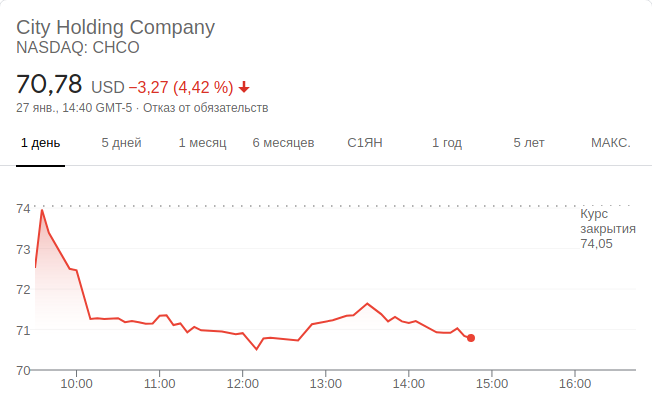 City Holding Company
NASDAQ: CHCO
70,78 USD −3,27 (4,42 %)
27 янв., 14:40 GMT-5 · Отказ от обязательств
1 день 5 дней 1 месяц 6 месяцев С1ЯН 1 год 5 лет МАКС.
74
Курс
закрытия
74,05
73
72
71
70
10:00 11:00 12:00 13:00 14:00 15:00 16:00